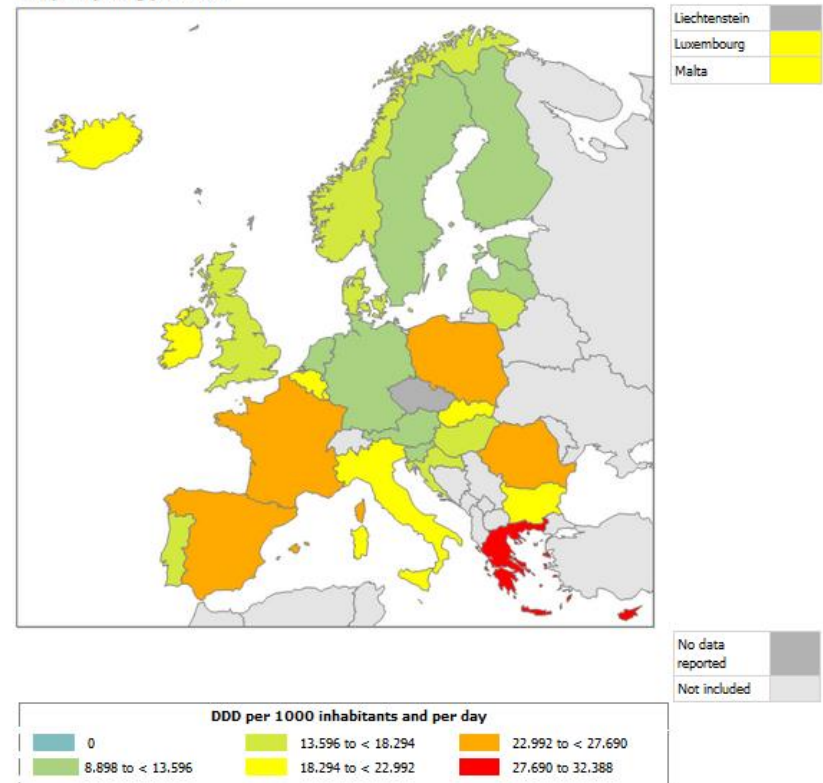 Liechtenstein
Luxembourg
Malta
No data
reported
Not included
DDD per 1000 inhabitants and per day
0
13.596 to < 18.294
22.992 to < 27.690
8.898 to < 13.596
18.294 to < 22.992
27.690 to 32.388